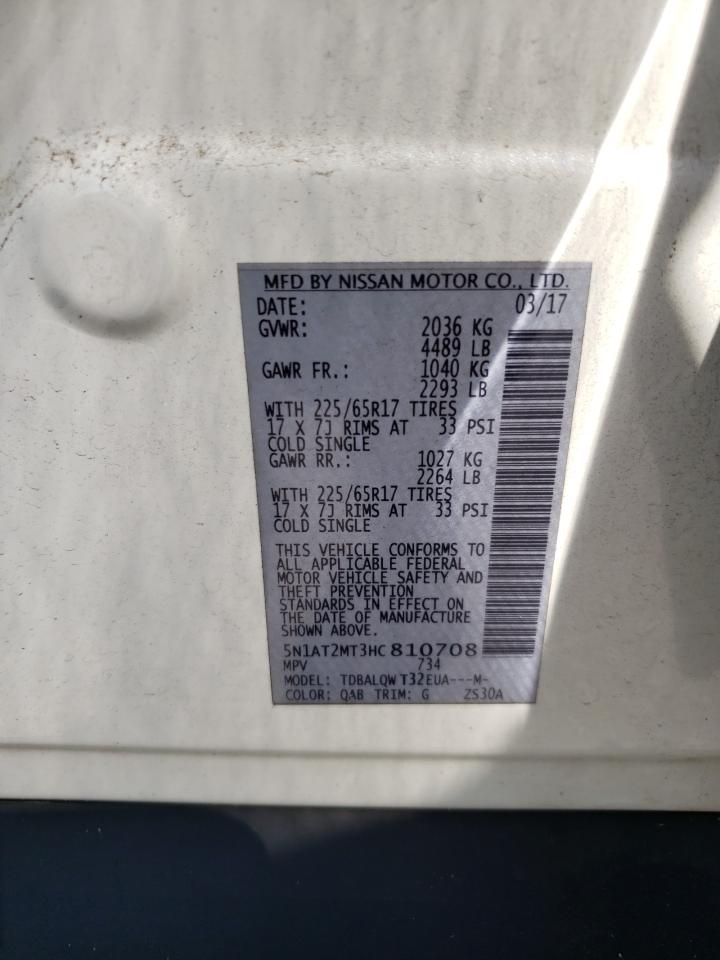 MFD BY NISSAN MOTOR CO., LTD.
DATE: 03/17
GVWR: 2036 KG
4489 LB
GAWR FR.: 1040 KG
2293 LB
WITH 225/65R17 TIRES
17 X 7J RIMS AT 33 PSI
COLD SINGLE
GAWR RR.: 1027 KG
2264 LB
WITH 225/65R17 TIRES
17 X 7J RIMS AT 33 PSI
COLD SINGLE
THIS VEHICLE CONFORMS TO
ALL APPLICABLE FEDERAL
MOTOR VEHICLE SAFETY AND
THEFT PREVENTION
STANDARDS IN EFFECT ON
THE DATE OF MANUFACTURE
SHOWN ABOVE.
5N1AT2MT3HC810708
MPV 734
MODEL: TDBALQW T32EUA---M-
COLOR: QAB TRIM: G ZS30A